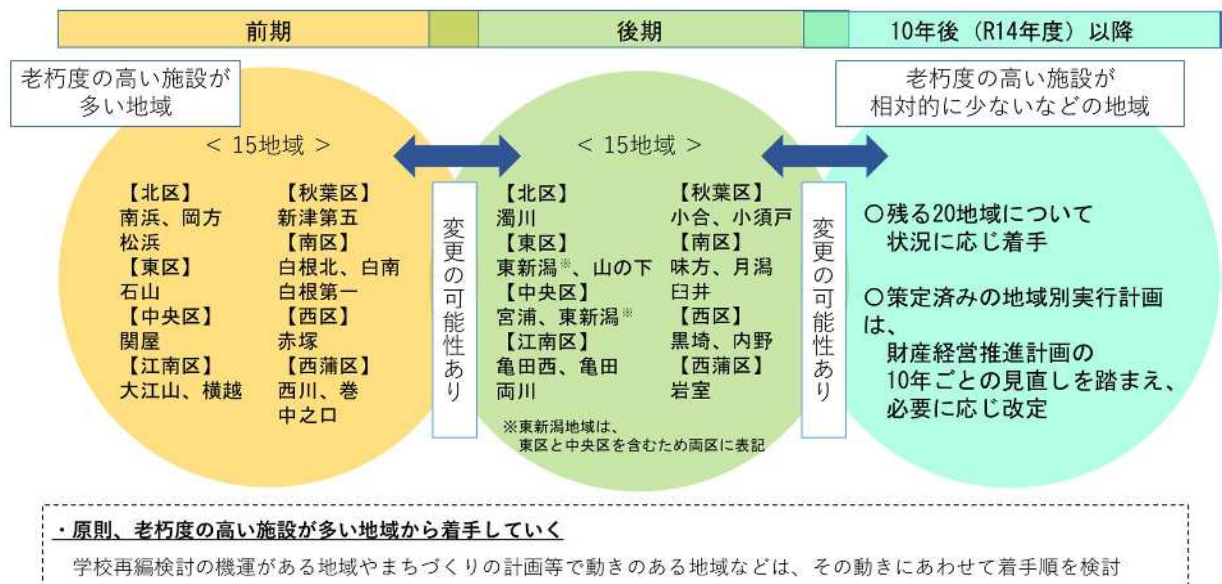 前期
後期
10年後（R14年度）以降
老朽度の高い施設が
多い地域
< 15地域 >
【北区】
南浜、岡方
松浜
【東区】
石山
【中央区】
関屋
【江南区】
大江山、横越
【秋葉区】
新津第五
【南区】
白根北、白南
白根第一
【西区】
赤塚
【西蒲区】
西川、巻
中之口
変更の可能性あり
< 15地域 >
【北区】
濁川
【東区】
東新潟※、山の下
【中央区】
宮浦、東新潟※
【江南区】
亀田西、亀田
両川
【秋葉区】
小合、小須戸
【南区】
味方、月潟
臼井
【西区】
黒埼、内野
【西蒲区】
岩室
※東新潟地域は、
東区と中央区を含むため両区に表記
変更の可能性あり
老朽度の高い施設が
相対的に少ないなどの地域
○残る20地域について
状況に応じ着手
○策定済みの地域別実行計画
は、
財産経営推進計画の
10年ごとの見直しを踏まえ、
必要に応じ改定
・原則、老朽度の高い施設が多い地域から着手していく
学校再編検討の機運がある地域やまちづくりの計画等で動きのある地域などは、その動きにあわせて着手順を検討